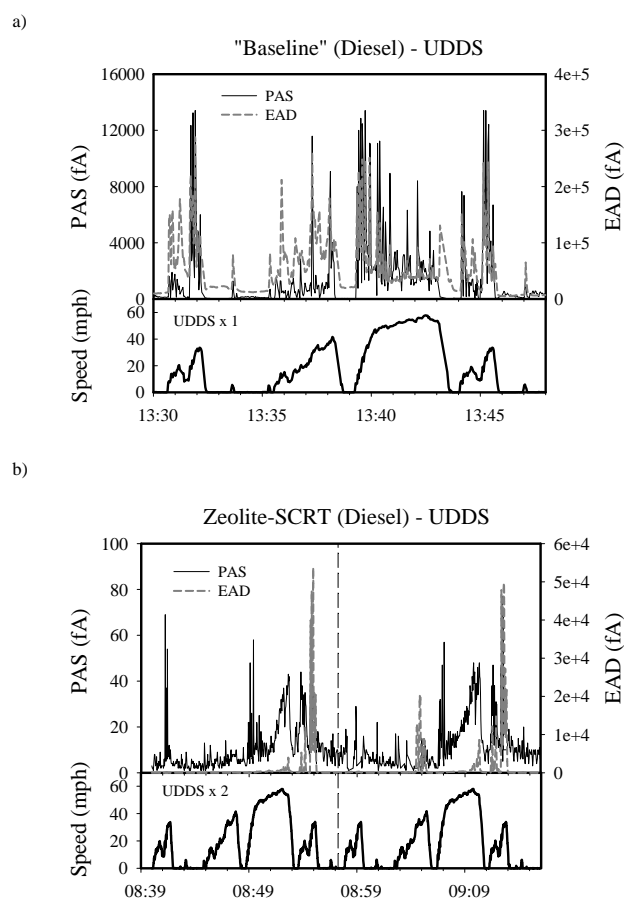 a)
"Baseline" (Diesel) - UDDS
16000
12000
8000
4000
0
PAS (fA)
PAS
EAD
4e+5
3e+5
2e+5
1e+5
0
EAD (fA)
60
40
20
0
Speed (mph)
UDDS x 1
13:30 13:35 13:40 13:45
b)
Zeolite-SCRT (Diesel) - UDDS
100
80
60
40
20
0
PAS (fA)
PAS
EAD
6e+4
5e+4
4e+4
3e+4
2e+4
1e+4
0
EAD (fA)
60
40
20
0
Speed (mph)
UDDS x 2
08:39 08:49 08:59 09:09